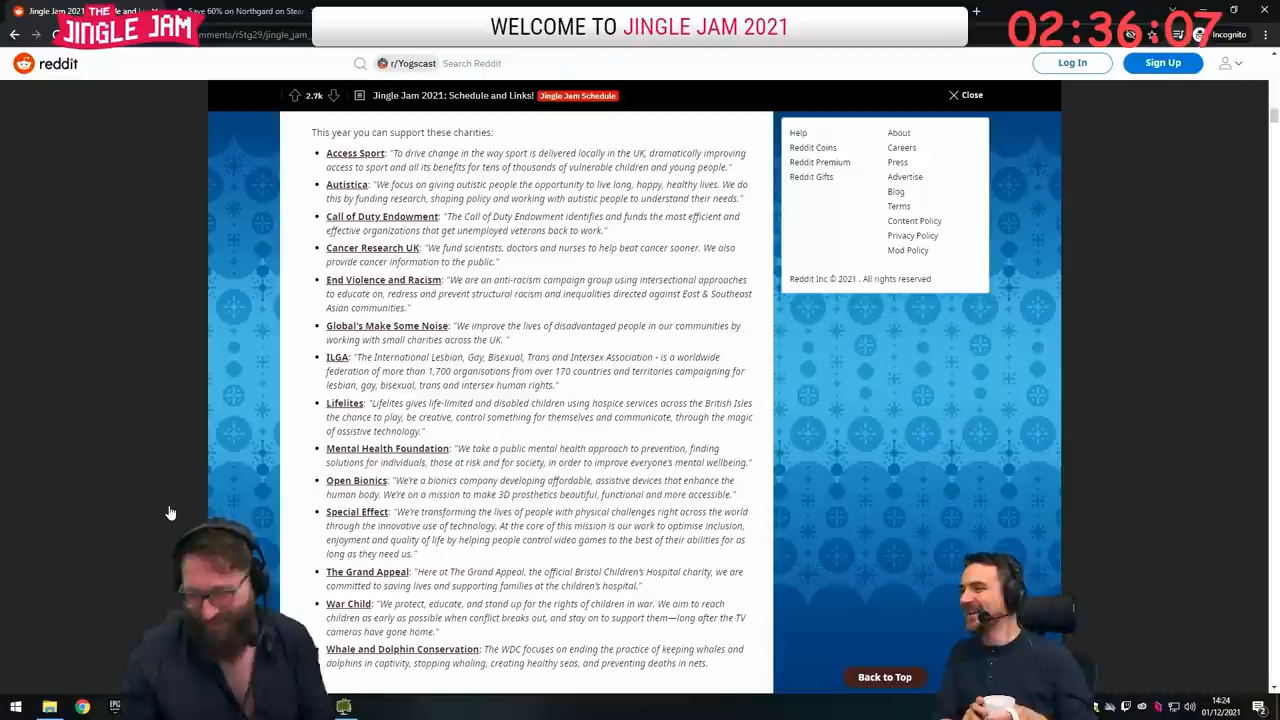 Jingle Jam 2021
Save 60% on Northgard on Stea
THE
JINGLE JAM
mments/r5tg29/jingle_jam_
WELCOME TO JINGLE JAM 2021
02:36:07
Incognito
reddit
r/Yogscast
Search Reddit
Log In
Sign Up
2.7k
Jingle Jam 2021: Schedule and Links!
Jingle Jam Schedule
Close
This year you can support these charities:
• Access Sport: "To drive change in the way sport is delivered locally in the UK, dramatically improving
access to sport and all its benefits for tens of thousands of vulnerable children and young people."
• Autistica: "We focus on giving autistic people the opportunity to live long, happy, healthy lives. We do
this by funding research, shaping policy and working with autistic people to understand their needs."
• Call of Duty Endowment: "The Call of Duty Endowment identifies and funds the most efficient and
effective organizations that get unemployed veterans back to work."
• Cancer Research UK: "We fund scientists, doctors and nurses to help beat cancer sooner. We also
provide cancer information to the public."
• End Violence and Racism: "We are an anti-racism campaign group using intersectional approaches
to educate on, redress and prevent structural racism and inequalities directed against East & Southeast
Asian communities."
• Global's Make Some Noise: "We improve the lives of disadvantaged people in our communities by
working with small charities across the UK. "
• ILGA: "The International Lesbian, Gay, Bisexual, Trans and Intersex Association - is a worldwide
federation of more than 1,700 organisations from over 170 countries and territories campaigning for
lesbian, gay, bisexual, trans and intersex human rights."
• Lifelites: "Lifelites gives life-limited and disabled children using hospice services across the British Isles
the chance to play, be creative, control something for themselves and communicate, through the magic
of assistive technology."
• Mental Health Foundation: "We take a public mental health approach to prevention, finding
solutions for individuals, those at risk and for society, in order to improve everyone's mental wellbeing."
• Open Bionics: "We're a bionics company developing affordable, assistive devices that enhance the
human body. We're on a mission to make 3D prosthetics beautiful, functional and more accessible."
• Special Effect: "We're transforming the lives of people with physical challenges right across the world
through the innovative use of technology. At the core of this mission is our work to optimise inclusion,
enjoyment and quality of life by helping people control video games to the best of their abilities for as
long as they need us."
• The Grand Appeal: "Here at The Grand Appeal, the official Bristol Children's Hospital charity, we are
committed to saving lives and supporting families at the children's hospital."
• War Child: "We protect, educate, and stand up for the rights of children in war. We aim to reach
children as early as possible when conflict breaks out, and stay on to support them—long after the TV
cameras have gone home."
Whale and Dolphin Conservation: The WDC focuses on ending the practice of keeping whales and
dolphins in captivity, stopping whaling, creating healthy seas, and preventing deaths in nets.
Help
Reddit Coins
Reddit Premium
Reddit Gifts
About
Careers
Press
Advertise
Blog
Terms
Content Policy
Privacy Policy
Mod Policy
Reddit Inc © 2021 . All rights reserved
Back to Top
EPIC
14:24
01/12/2021
2